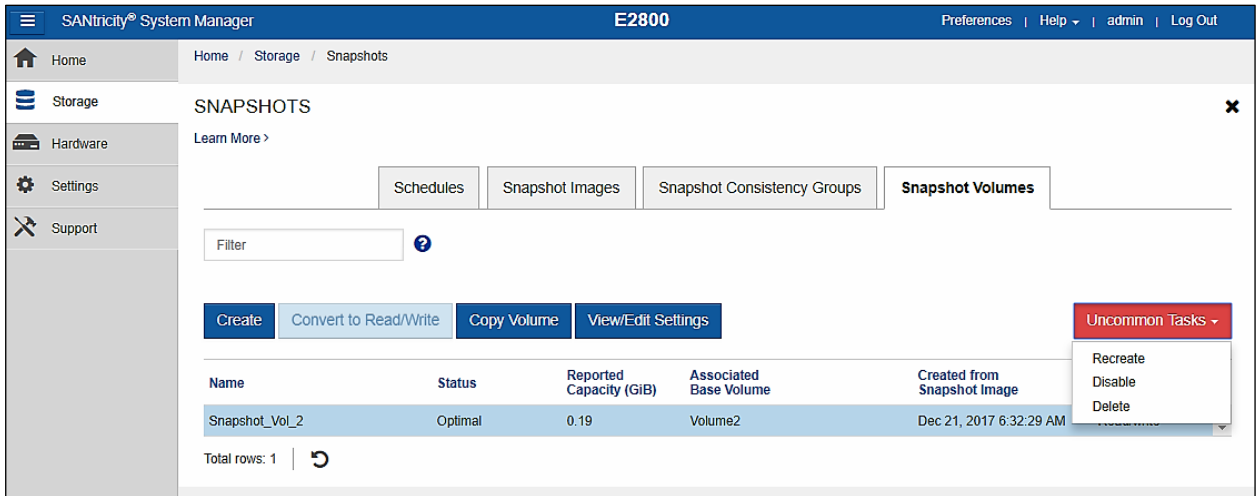 SANtricity® System Manager
E2800
Preferences | Help | admin | Log Out
Home
Storage
Hardware
Settings
Support
Home / Storage / Snapshots
SNAPSHOTS
Learn More >
Schedules
Snapshot Images
Snapshot Consistency Groups
Snapshot Volumes
Filter
Create
Convert to Read/Write
Copy Volume
View/Edit Settings
Uncommon Tasks
Recreate
Disable
Delete
Name
Status
Reported
Capacity (GiB)
Associated
Base Volume
Created from
Snapshot Image
Snapshot_Vol_2
Optimal
0.19
Volume2
Dec 21, 2017 6:32:29 AM
Total rows: 1